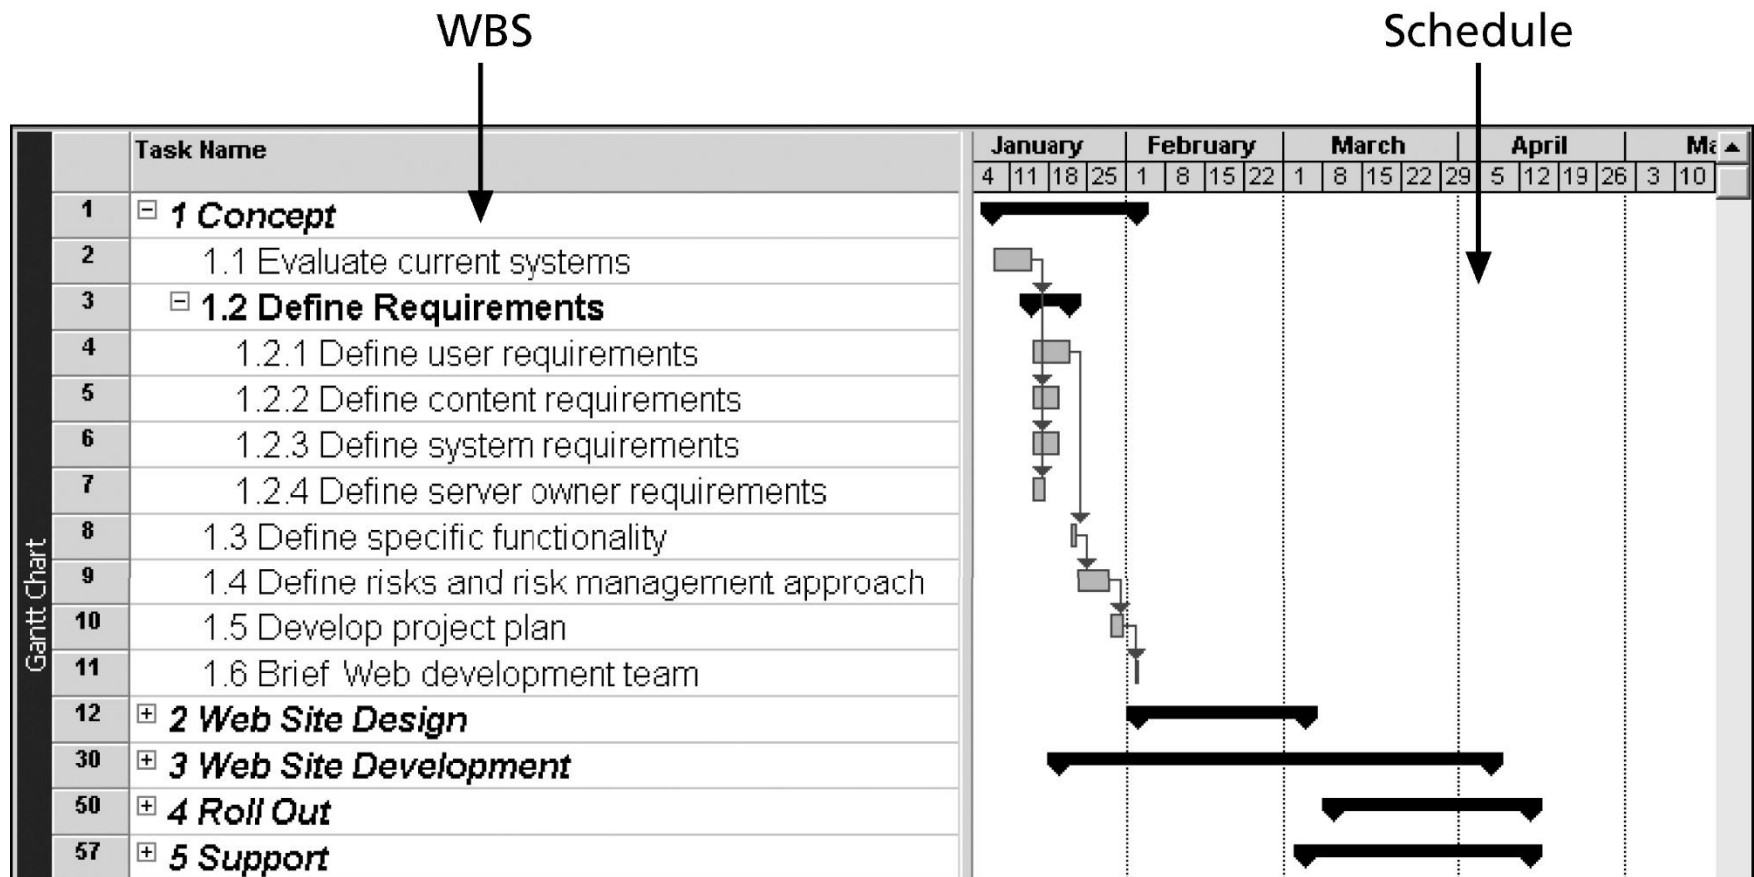 WBS Schedule
Task Name January February March April
4 11 18 25 1 8 15 22 1 8 15 22 29 5 12 19 26 3 10
1 1 Concept
2 1.1 Evaluate current systems
3 1.2 Define Requirements
4 1.2.1 Define user requirements
5 1.2.2 Define content requirements
6 1.2.3 Define system requirements
7 1.2.4 Define server owner requirements
8 1.3 Define specific functionality
9 1.4 Define risks and risk management approach
10 1.5 Develop project plan
11 1.6 Brief Web development team
12 2 Web Site Design
30 3 Web Site Development
50 4 Roll Out
57 5 Support
Gantt Chart